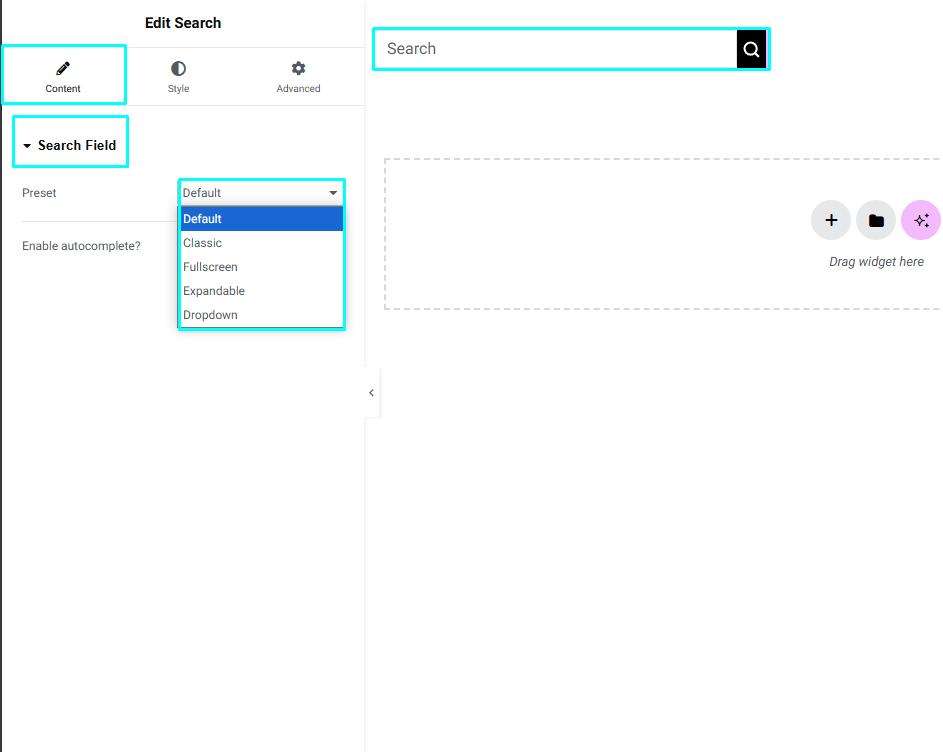 Edit Search
Content
Style
Advanced
Search Field
Preset
Default
Default
Classic
Fullscreen
Expandable
Dropdown
Enable autocomplete?
Search
Drag widget here